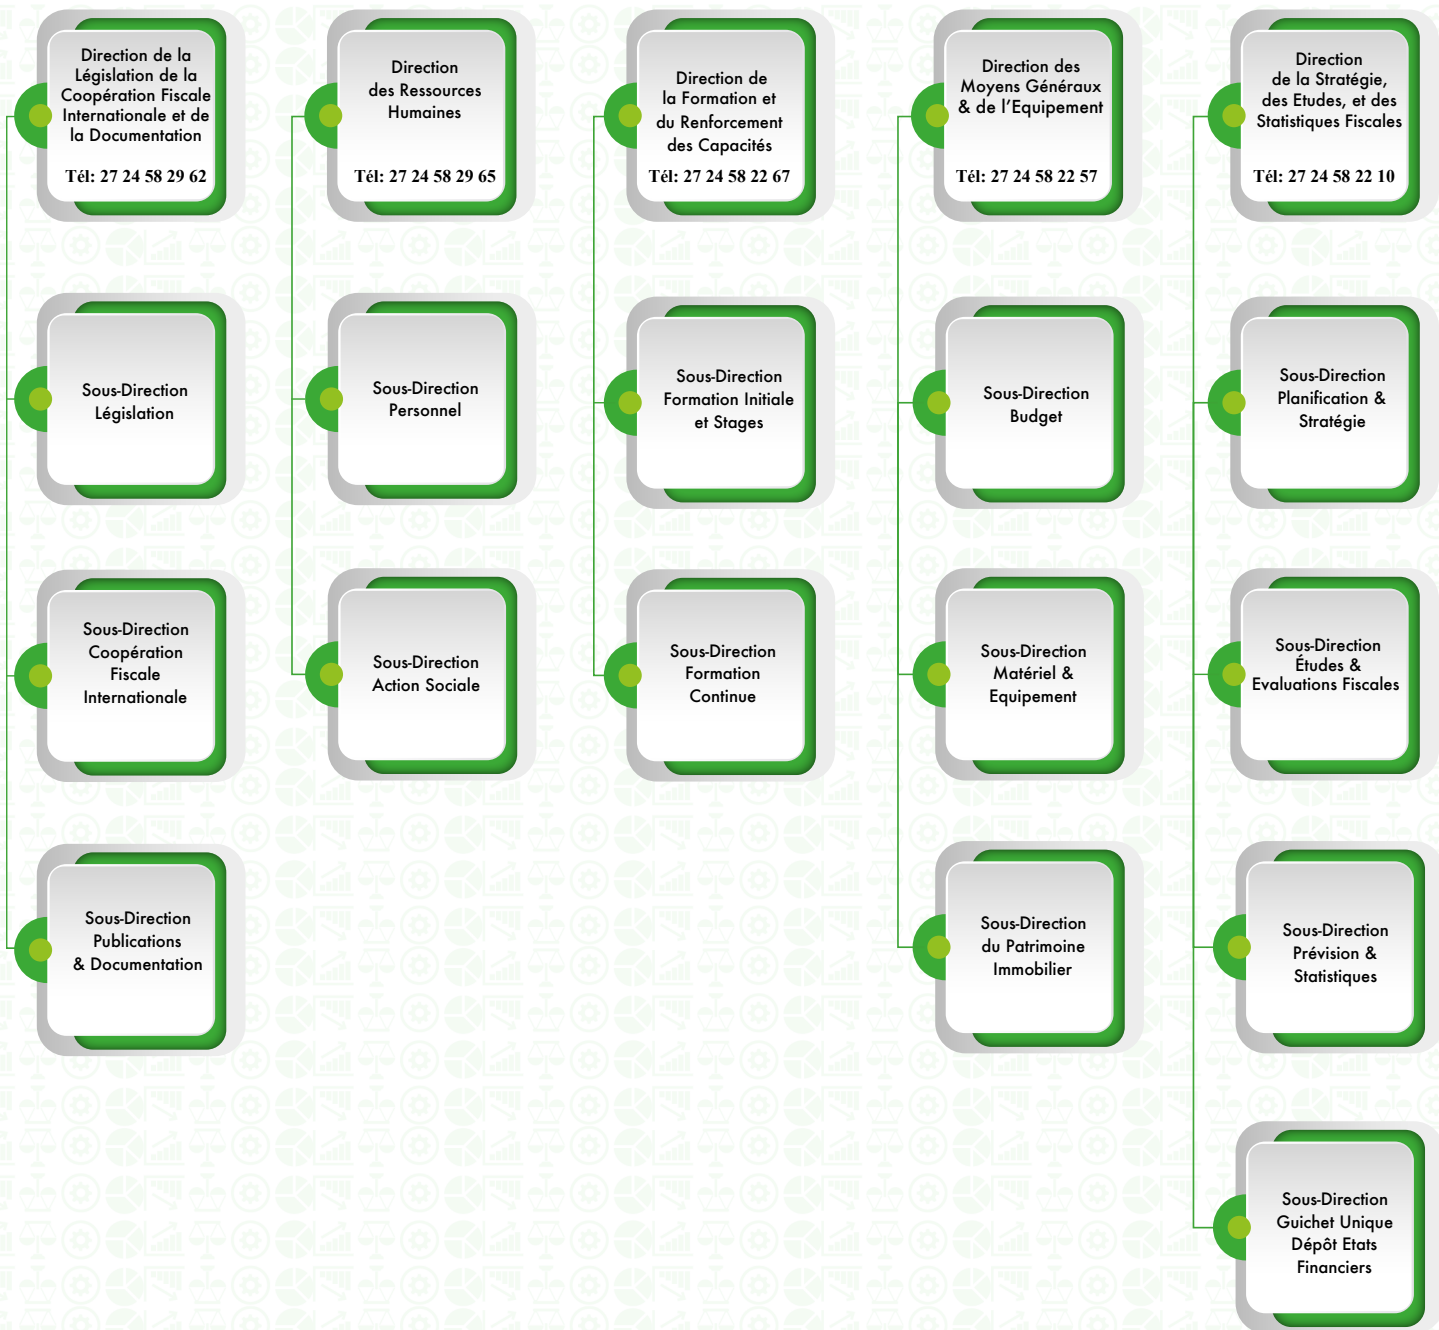 Direction de la
Législation de la
Coopération Fiscale
Internationale et de
la Documentation
Tél: 27 24 58 29 62
Sous-Direction
Législation
Sous-Direction
Coopération
Fiscale
Internationale
Sous-Direction
Publications
& Documentation
Direction
des Ressources
Humaines
Tél: 27 24 58 29 65
Sous-Direction
Personnel
Sous-Direction
Action Sociale
Direction de
la Formation et
du Renforcement
des Capacités
Tél: 27 24 58 22 67
Sous-Direction
Formation Initiale
et Stages
Sous-Direction
Formation
Continue
Direction des
Moyens Généraux
& de l'Equipement
Tél: 27 24 58 22 57
Sous-Direction
Budget
Sous-Direction
Matériel &
Equipement
Sous-Direction
du Patrimoine
Immobilier
Direction
de la Stratégie,
des Etudes, et des
Statistiques Fiscales
Tél: 27 24 58 22 10
Sous-Direction
Planification &
Stratégie
Sous-Direction
Études &
Evaluations Fiscales
Sous-Direction
Prévision &
Statistiques
Sous-Direction
Guichet Unique
Dépôt Etats
Financiers